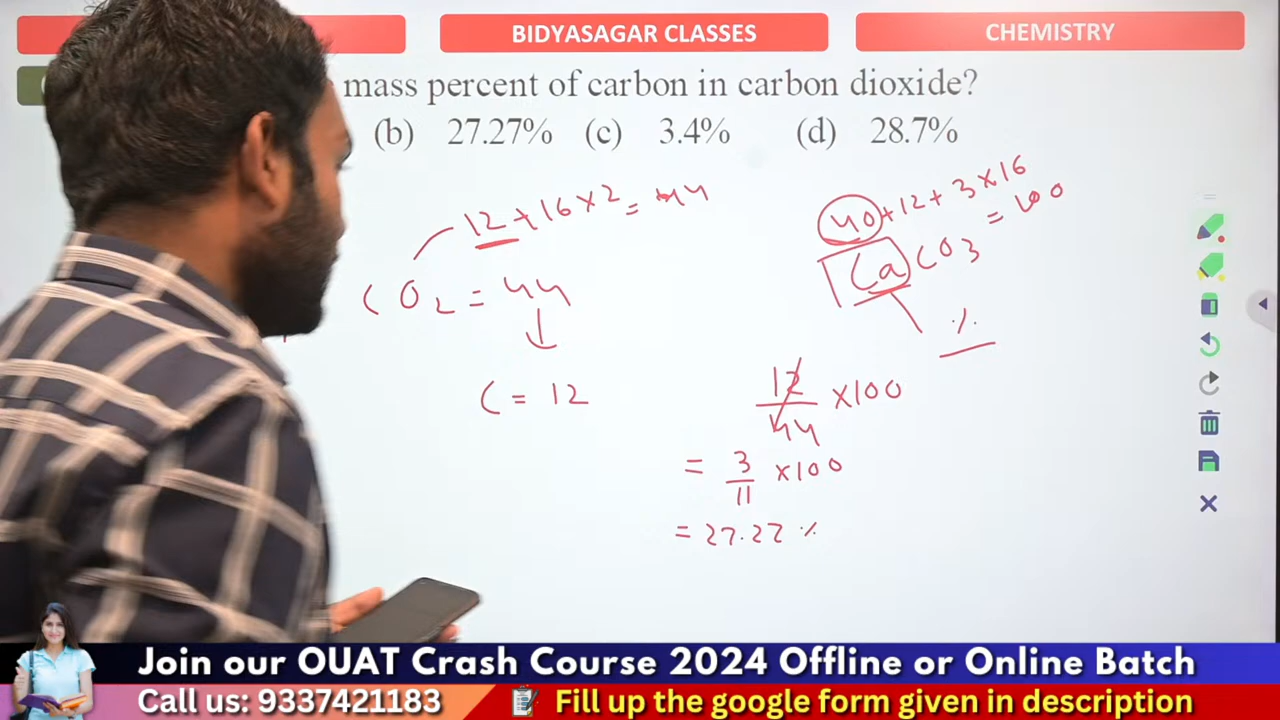 BIDYASAGAR CLASSES
CHEMISTRY
mass percent of carbon in carbon dioxide?
(b) 27.27% (c) 3.4% (d) 28.7%
12 + 16 × 2 = 44
CO2 = 44
C = 12
40 + 12 + 3 × 16
= 100
CaCO3
%
12/44 × 100
= 3/11 × 100
= 27.27 %
Join our OUAT Crash Course 2024 Offline or Online Batch
Call us: 9337421183
Fill up the google form given in description